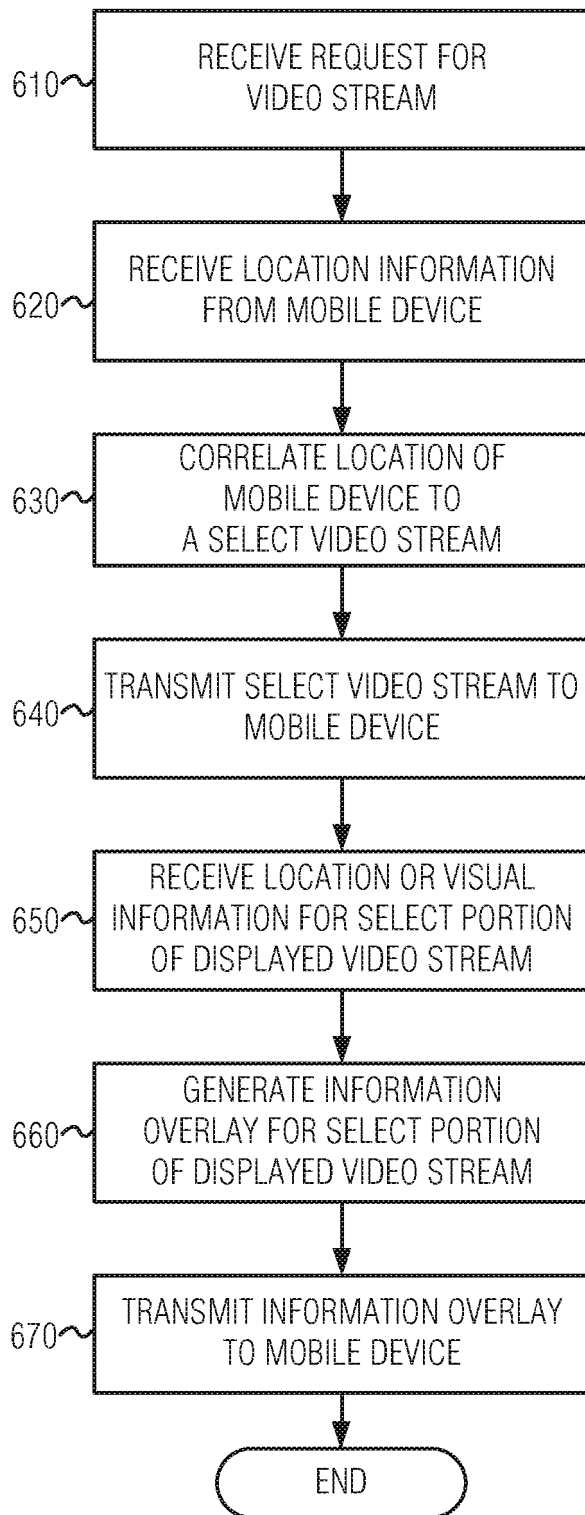 RECEIVE REQUEST FOR
VIDEO STREAM
610
RECEIVE LOCATION INFORMATION
FROM MOBILE DEVICE
620
CORRELATE LOCATION OF
MOBILE DEVICE TO
A SELECT VIDEO STREAM
630
TRANSMIT SELECT VIDEO STREAM TO
MOBILE DEVICE
640
RECEIVE LOCATION OR VISUAL
INFORMATION FOR SELECT PORTION
OF DISPLAYED VIDEO STREAM
650
GENERATE INFORMATION
OVERLAY FOR SELECT PORTION
OF DISPLAYED VIDEO STREAM
660
TRANSMIT INFORMATION OVERLAY
TO MOBILE DEVICE
670
END